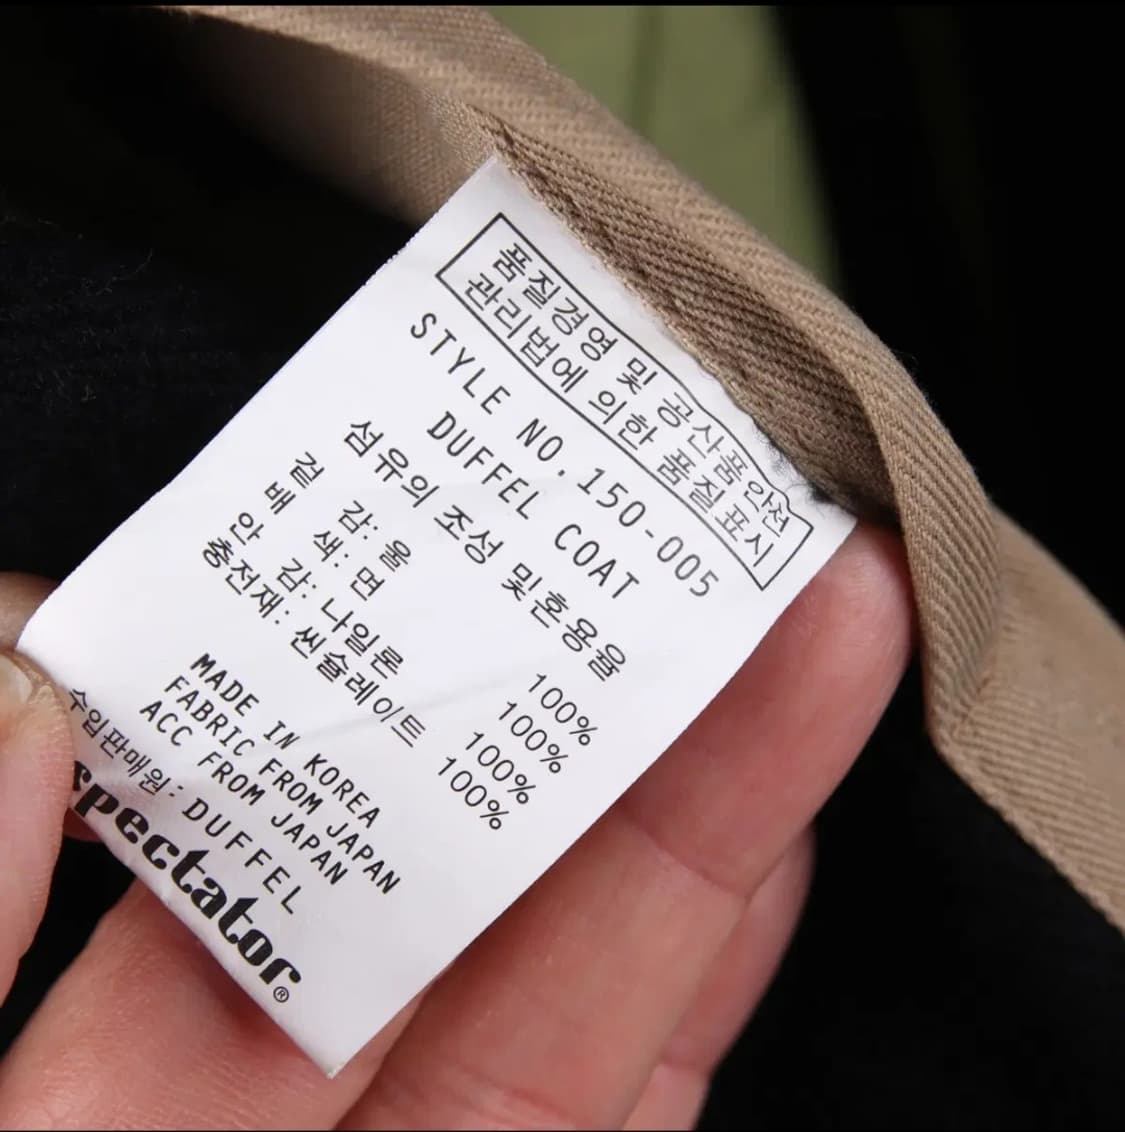 품질경영 및 공산품안전
관리법에 의한 품질표시
STYLE NO. 150-005
DUFFEL COAT
섬유의 조성 및혼용율
겉 감: 울 100%
배 색: 면 100%
안 감: 나일론 100%
충전재: 씬슐레이트 100%
MADE IN KOREA
FABRIC FROM JAPAN
ACC FROM JAPAN
수입판매원: DUFFEL
spectator®